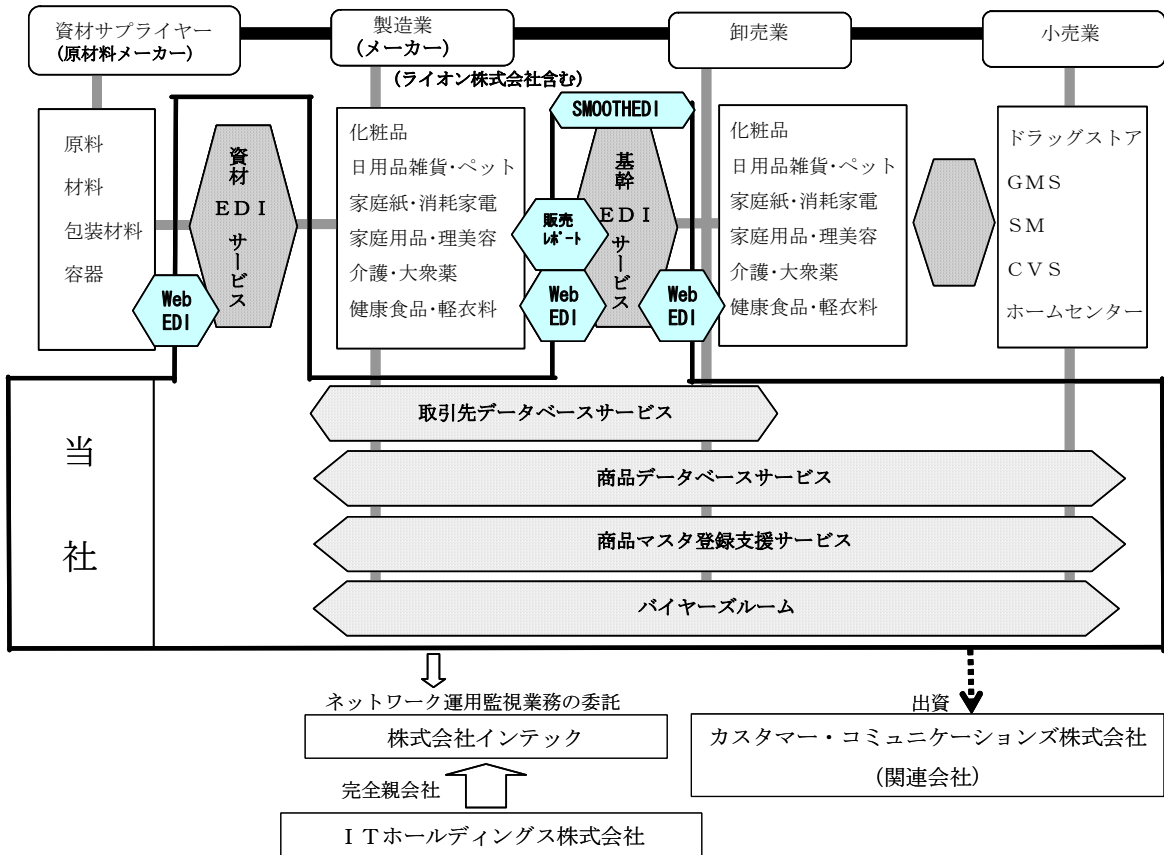 資材サプライヤー
(原材料メーカー)
製造業
(メーカー)
卸売業
小売業
(ライオン株式会社含む)
原料
材料
包装材料
容器
資材
ＥＤＩ
サービス
Web
EDI
化粧品
日用品雑貨･ペット
家庭紙･消耗家電
家庭用品･理美容
介護･大衆薬
健康食品･軽衣料
SMOOTHEDI
基幹
ＥＤＩ
サービス
販売
ﾚﾎﾟｰﾄ
Web
EDI
Web
EDI
化粧品
日用品雑貨･ペット
家庭紙･消耗家電
家庭用品･理美容
介護･大衆薬
健康食品･軽衣料
ドラッグストア
ＧＭＳ
ＳＭ
ＣＶＳ
ホームセンター
当
社
取引先データベースサービス
商品データベースサービス
商品マスタ登録支援サービス
バイヤーズルーム
ネットワーク運用監視業務の委託
株式会社インテック
完全親会社
ＩＴホールディングス株式会社
出資
カスタマー・コミュニケーションズ株式会社
(関連会社)